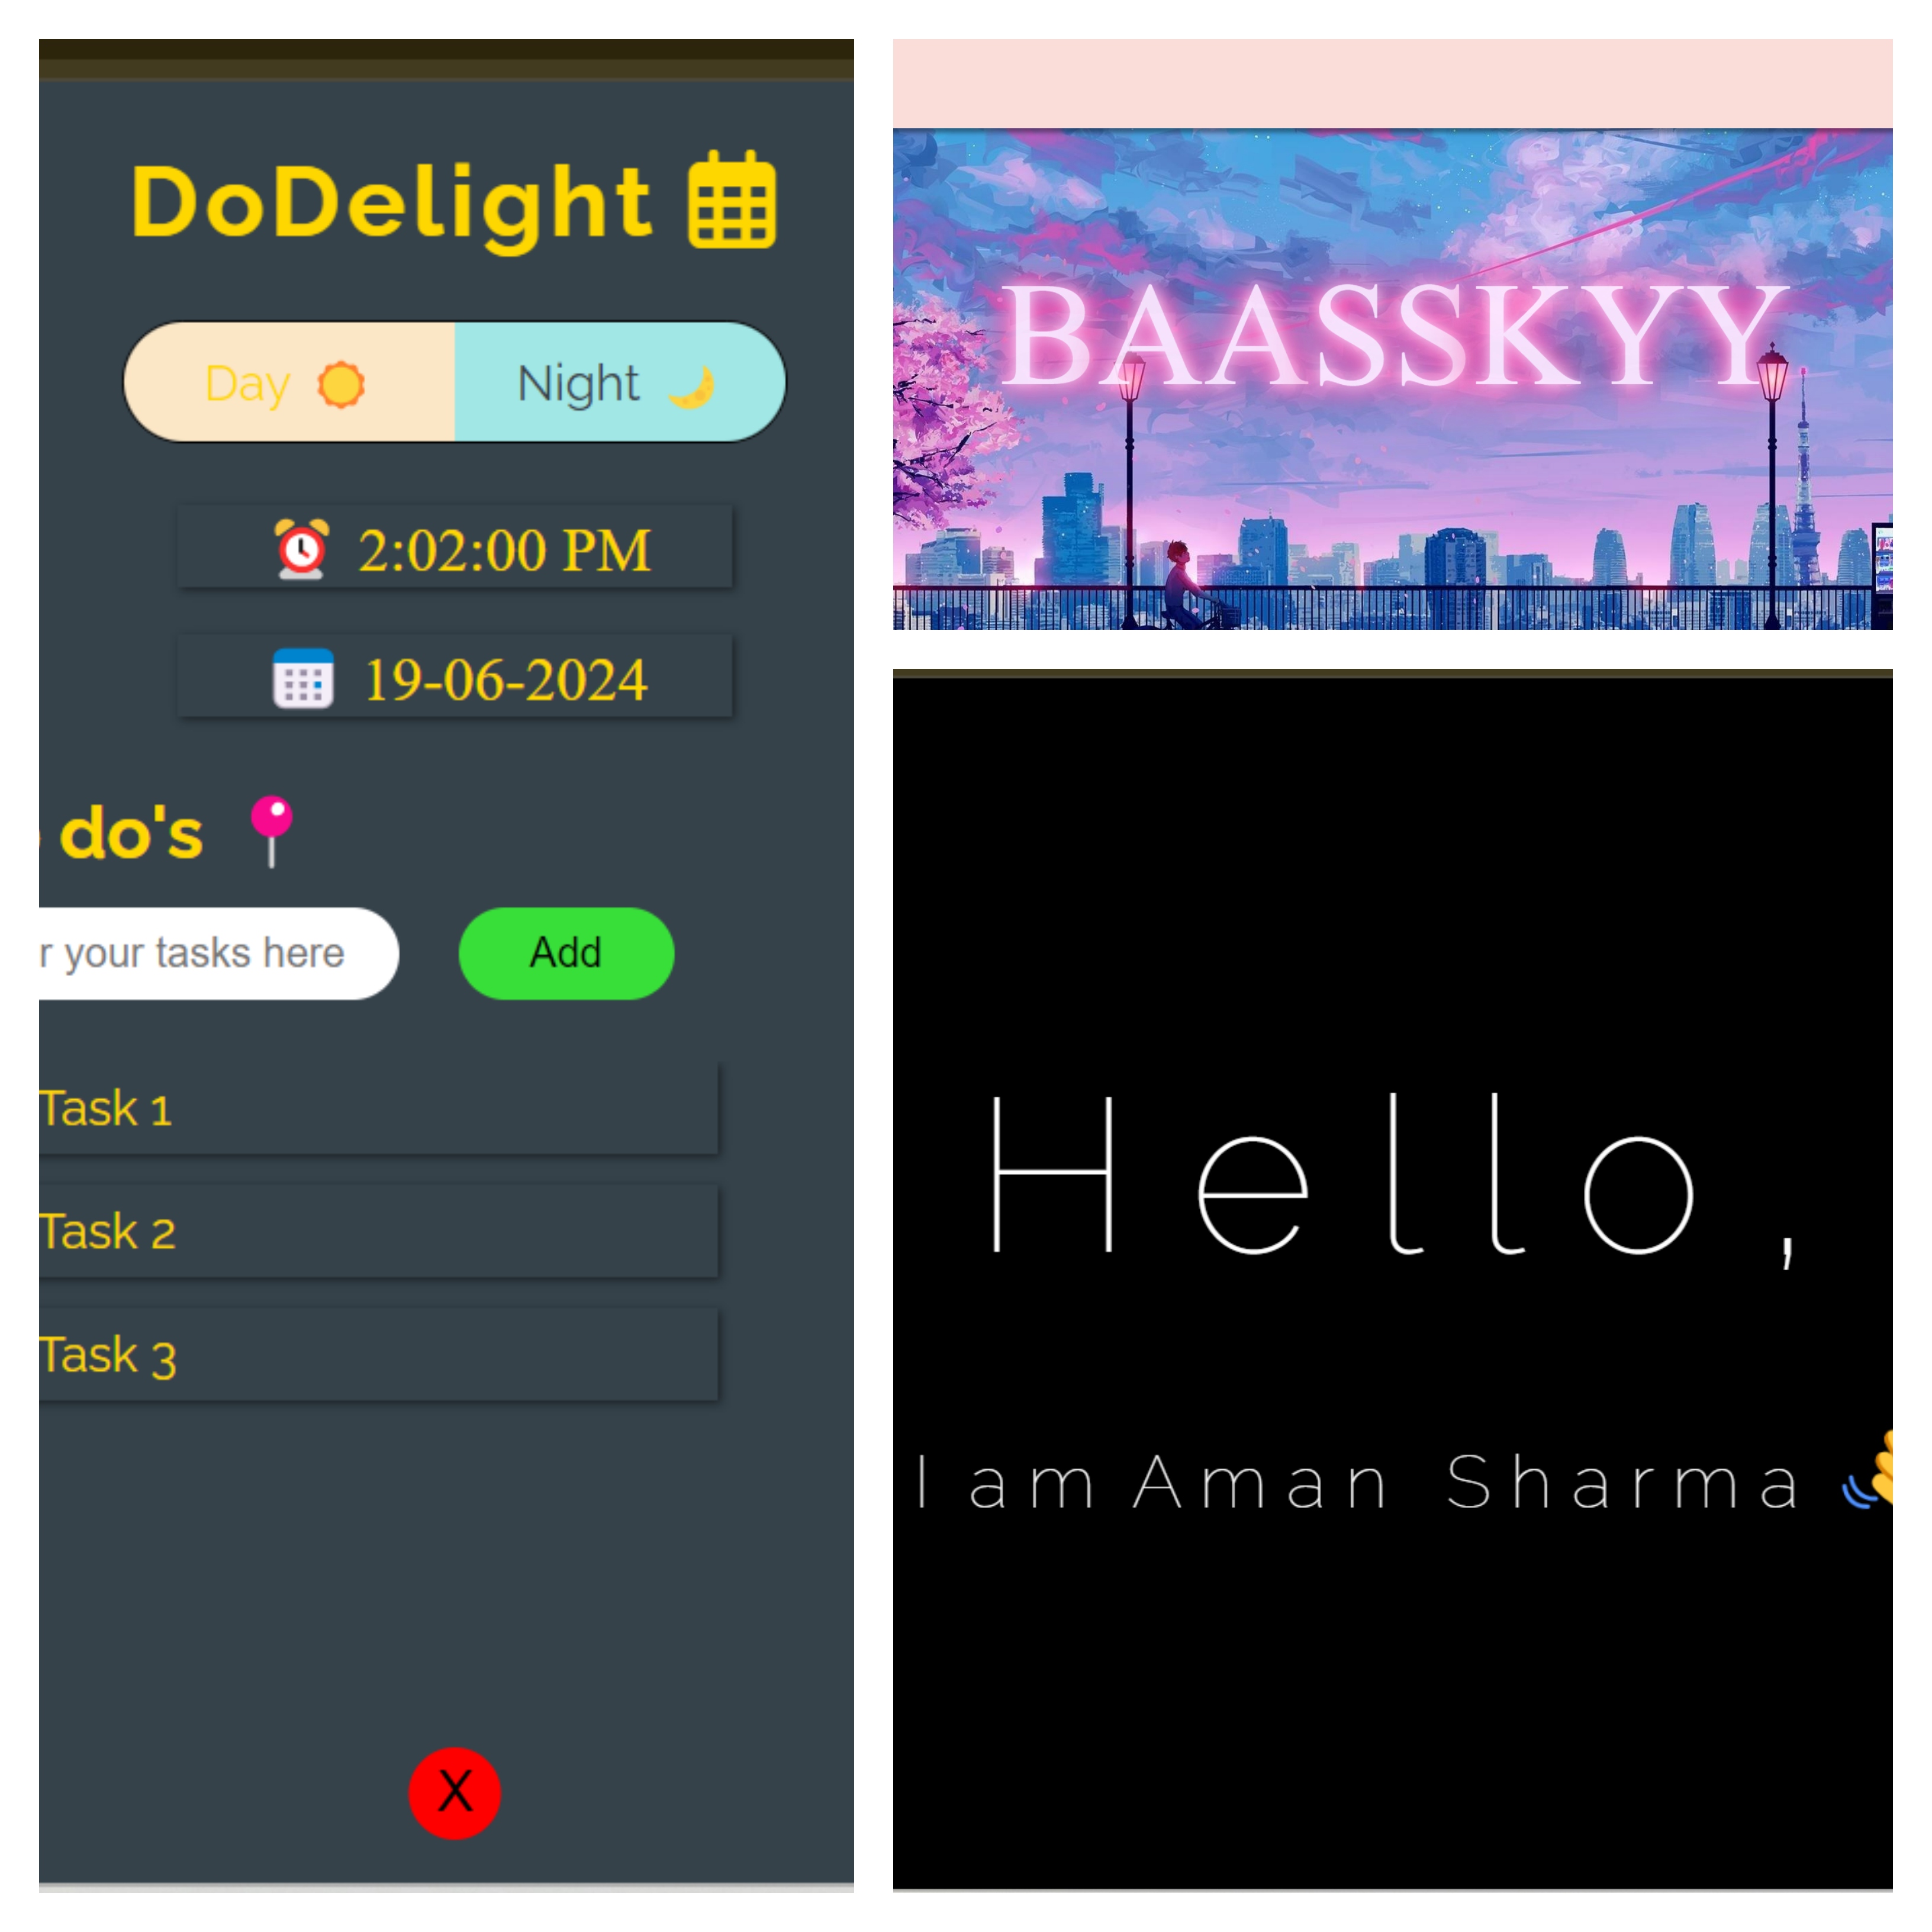 DoDelight
Day Night
2:02:00 PM
19-06-2024
do's
r your tasks here Add
Task 1
Task 2
Task 3
X
BAASSKYY
Hello,
I am Aman Sharma